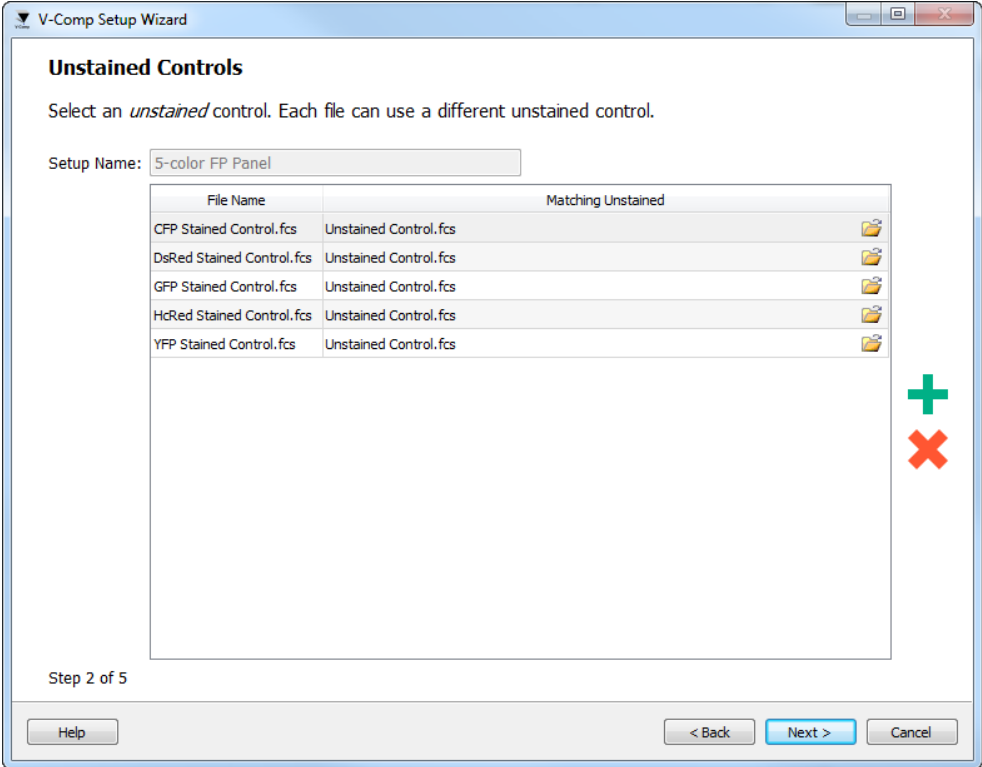 V-Comp Setup Wizard
Unstained Controls
Select an unstained control. Each file can use a different unstained control.
Setup Name: 5-color FP Panel
File Name Matching Unstained
CFP Stained Control.fcs Unstained Control.fcs
DsRed Stained Control.fcs Unstained Control.fcs
GFP Stained Control.fcs Unstained Control.fcs
HcRed Stained Control.fcs Unstained Control.fcs
YFP Stained Control.fcs Unstained Control.fcs
Step 2 of 5
Help < Back Next > Cancel